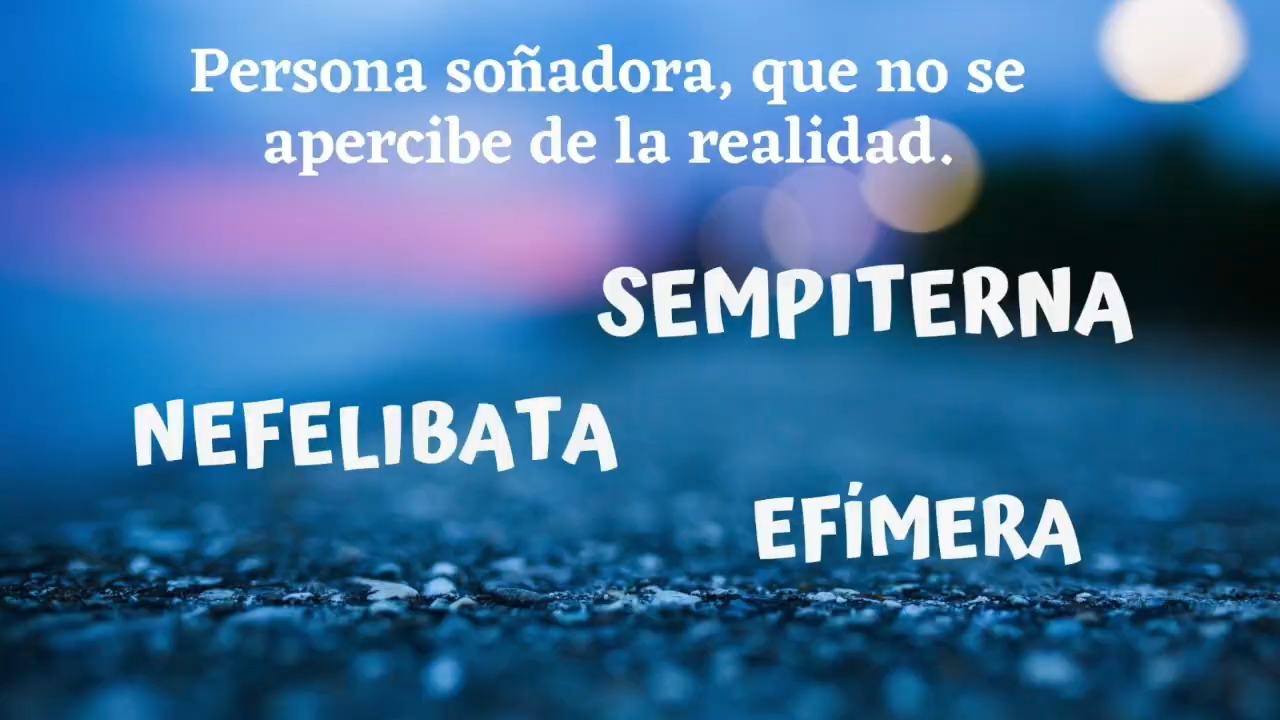 Persona soñadora, que no se
apercibe de la realidad.
SEMPITERNA
NEFELIBATA
EFÍMERA